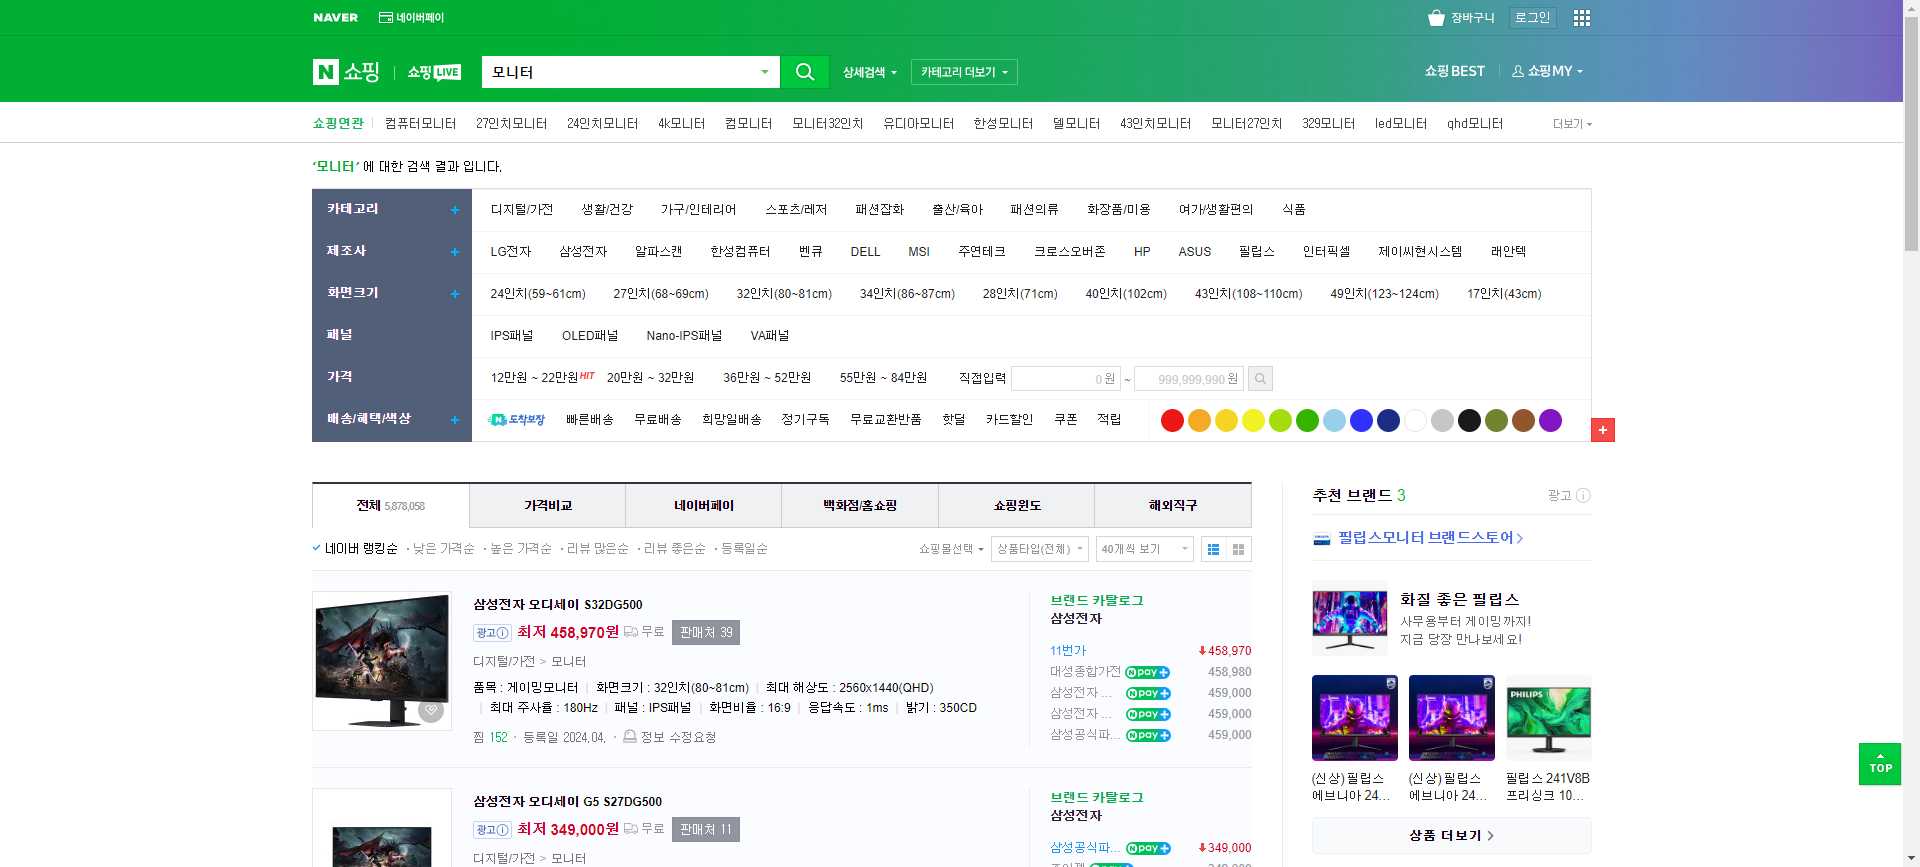 NAVER 네이버페이 장바구니 로그인
N 쇼핑 쇼핑LIVE 모니터 상세검색 카테고리 더보기 쇼핑BEST 쇼핑MY
쇼핑연관 컴퓨터모니터 27인치모니터 24인치모니터 4k모니터 컴모니터 모니터32인치 유디아모니터 한성모니터 델모니터 43인치모니터 모니터27인치 329모니터 led모니터 qhd모니터 더보기
'모니터' 에 대한 검색 결과 입니다.
카테고리 + 디지털/가전 생활/건강 가구/인테리어 스포츠/레저 패션잡화 출산/육아 패션의류 화장품/미용 여가/생활편의 식품
제조사 + LG전자 삼성전자 알파스캔 한성컴퓨터 벤큐 DELL MSI 주연테크 크로스오버존 HP ASUS 필립스 인터픽셀 제이씨현시스템 래안텍
화면크기 + 24인치(59~61cm) 27인치(68~69cm) 32인치(80~81cm) 34인치(86~87cm) 28인치(71cm) 40인치(102cm) 43인치(108~110cm) 49인치(123~124cm) 17인치(43cm)
패널 IPS패널 OLED패널 Nano-IPS패널 VA패널
가격 12만원 ~ 22만원HIT 20만원 ~ 32만원 36만원 ~ 52만원 55만원 ~ 84만원 직접입력 0 원 ~ 999,999,990 원
배송/혜택/색상 + N 도착보장 빠른배송 무료배송 희망일배송 정기구독 무료교환반품 핫딜 카드할인 쿠폰 적립
+
전체 5,878,058 가격비교 네이버페이 백화점/홈쇼핑 쇼핑윈도 해외직구
네이버 랭킹순 · 낮은 가격순 · 높은 가격순 · 리뷰 많은순 · 리뷰 좋은순 · 등록일순 쇼핑몰선택 상품타입(전체) 40개씩 보기
삼성전자 오디세이 S32DG500
광고 최저 458,970원 무료 판매처 39
디지털/가전 > 모니터
품목 : 게이밍모니터 | 화면크기 : 32인치(80~81cm) | 최대 해상도 : 2560x1440(QHD)
| 최대 주사율 : 180Hz | 패널 : IPS패널 | 화면비율 : 16:9 | 응답속도 : 1ms | 밝기 : 350CD
찜 152 · 등록일 2024.04. · 정보 수정요청
브랜드 카탈로그
삼성전자
11번가 458,970
대성종합가전 N pay+ 458,980
삼성전자 ... N pay+ 459,000
삼성전자 ... N pay+ 459,000
삼성공식파... N pay+ 459,000
삼성전자 오디세이 G5 S27DG500
광고 최저 349,000원 무료 판매처 11
디지털/가전 > 모니터
브랜드 카탈로그
삼성전자
삼성공식파... N pay+ 349,000
추천 브랜드 3 광고
필립스모니터 브랜드스토어
화질 좋은 필립스
사무용부터 게이밍까지!
지금 당장 만나보세요!
PHILIPS
(신상)필립스 에브니아 24...
(신상)필립스 에브니아 24...
필립스 241V8B 프리싱크 10...
상품 더보기
TOP